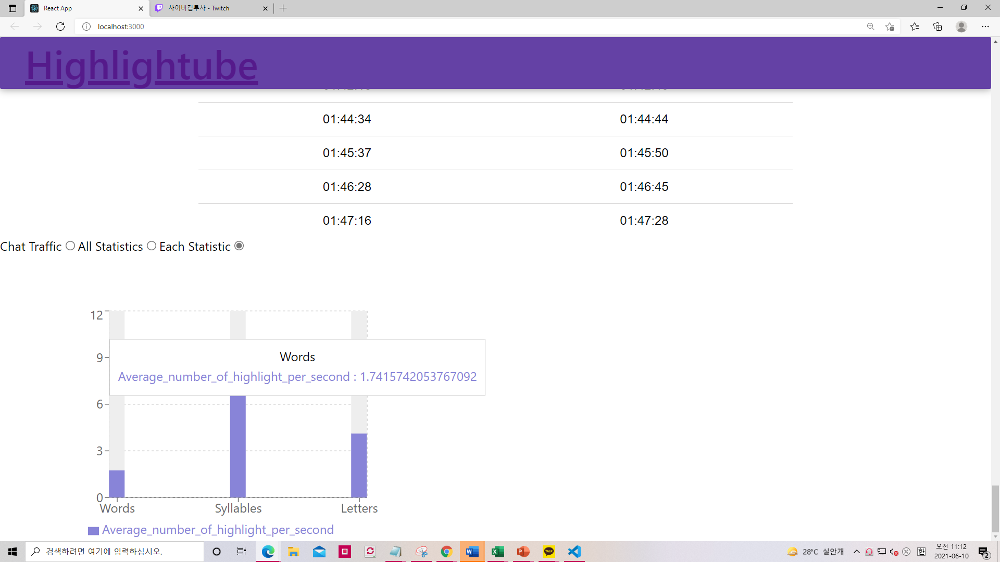 React App
사이버검투사 - Twitch
localhost:3000
Highlightube
01:44:34 01:44:44
01:45:37 01:45:50
01:46:28 01:46:45
01:47:16 01:47:28
Chat Traffic All Statistics Each Statistic
12
9
6
3
0
Words
Average_number_of_highlight_per_second : 1.7415742053767092
Words Syllables Letters
Average_number_of_highlight_per_second
검색하려면 여기에 입력하십시오.
TALK
28°C 실안개
한
오전 11:12
2021-06-10
2